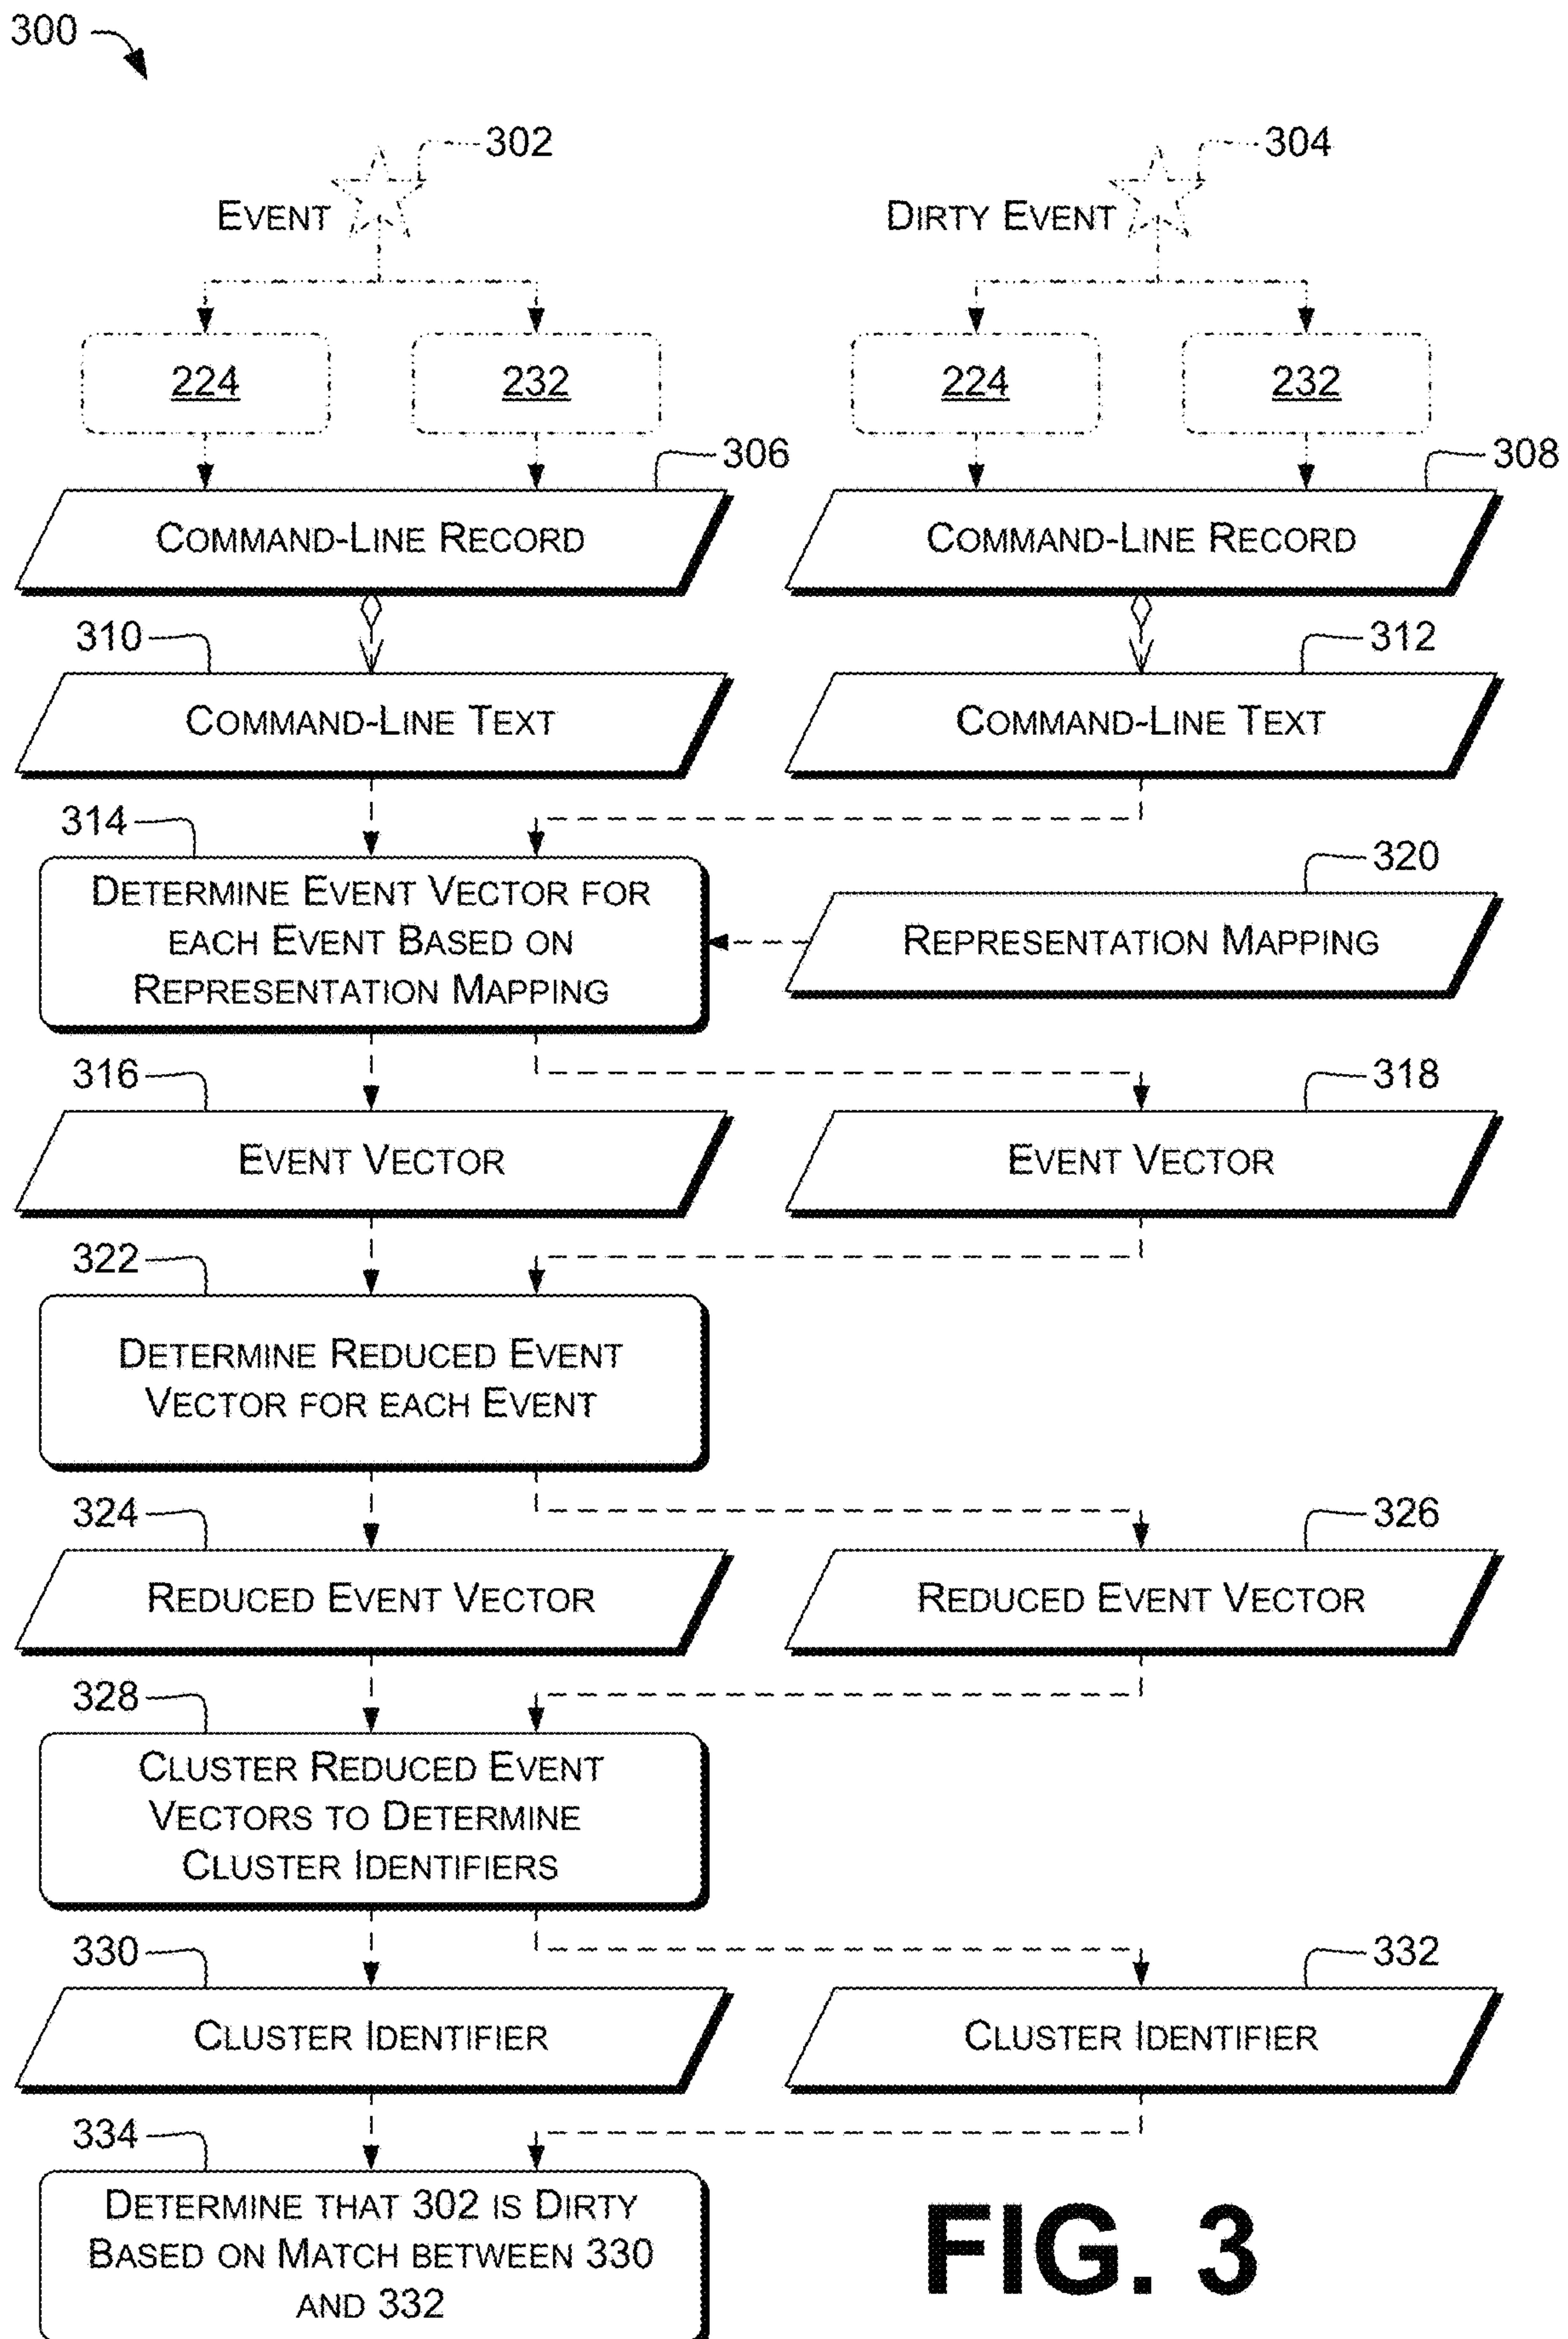 300
302
304
EVENT
DIRTY EVENT
224
232
224
232
306
308
COMMAND-LINE RECORD
COMMAND-LINE RECORD
310
312
COMMAND-LINE TEXT
COMMAND-LINE TEXT
314
320
DETERMINE EVENT VECTOR FOR
EACH EVENT BASED ON
REPRESENTATION MAPPING
REPRESENTATION MAPPING
316
318
EVENT VECTOR
EVENT VECTOR
322
DETERMINE REDUCED EVENT
VECTOR FOR EACH EVENT
324
326
REDUCED EVENT VECTOR
REDUCED EVENT VECTOR
328
CLUSTER REDUCED EVENT
VECTORS TO DETERMINE
CLUSTER IDENTIFIERS
330
332
CLUSTER IDENTIFIER
CLUSTER IDENTIFIER
334
DETERMINE THAT 302 IS DIRTY
BASED ON MATCH BETWEEN 330
AND 332
FIG. 3